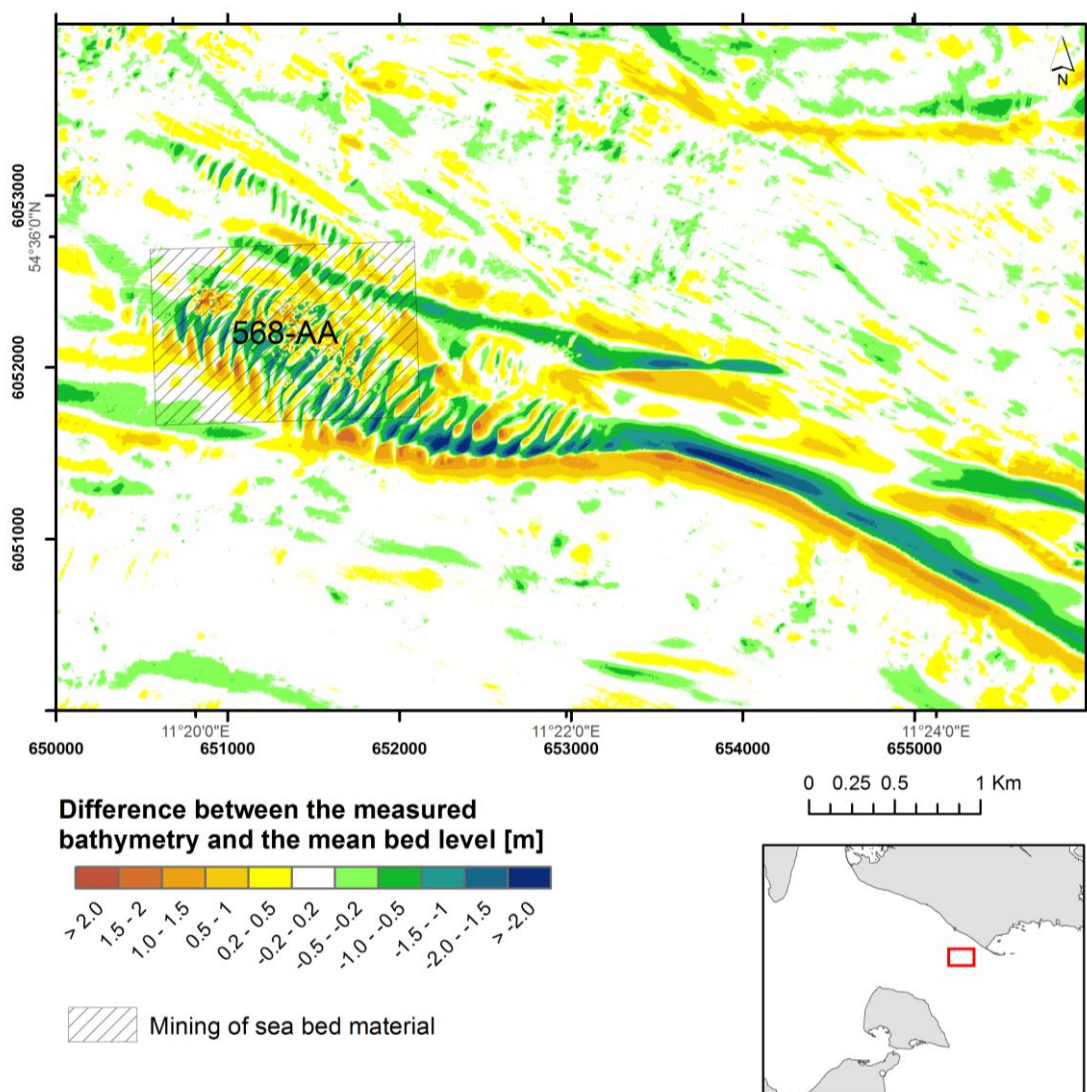 N
6053000
54°36'0"N
6052000
6051000
568-AA
11°20'0"E
11°22'0"E
11°24'0"E
650000
651000
652000
653000
654000
655000
0 0.25 0.5 1 Km
Difference between the measured
bathymetry and the mean bed level [m]
> 2.0
1.5 - 2
1.0 - 1.5
0.5 - 1
0.2 - 0.5
-0.2 - 0.2
-0.5 - -0.2
-1.0 - -0.5
-1.5 - -1
-2.0 - -1.5
> -2.0
Mining of sea bed material